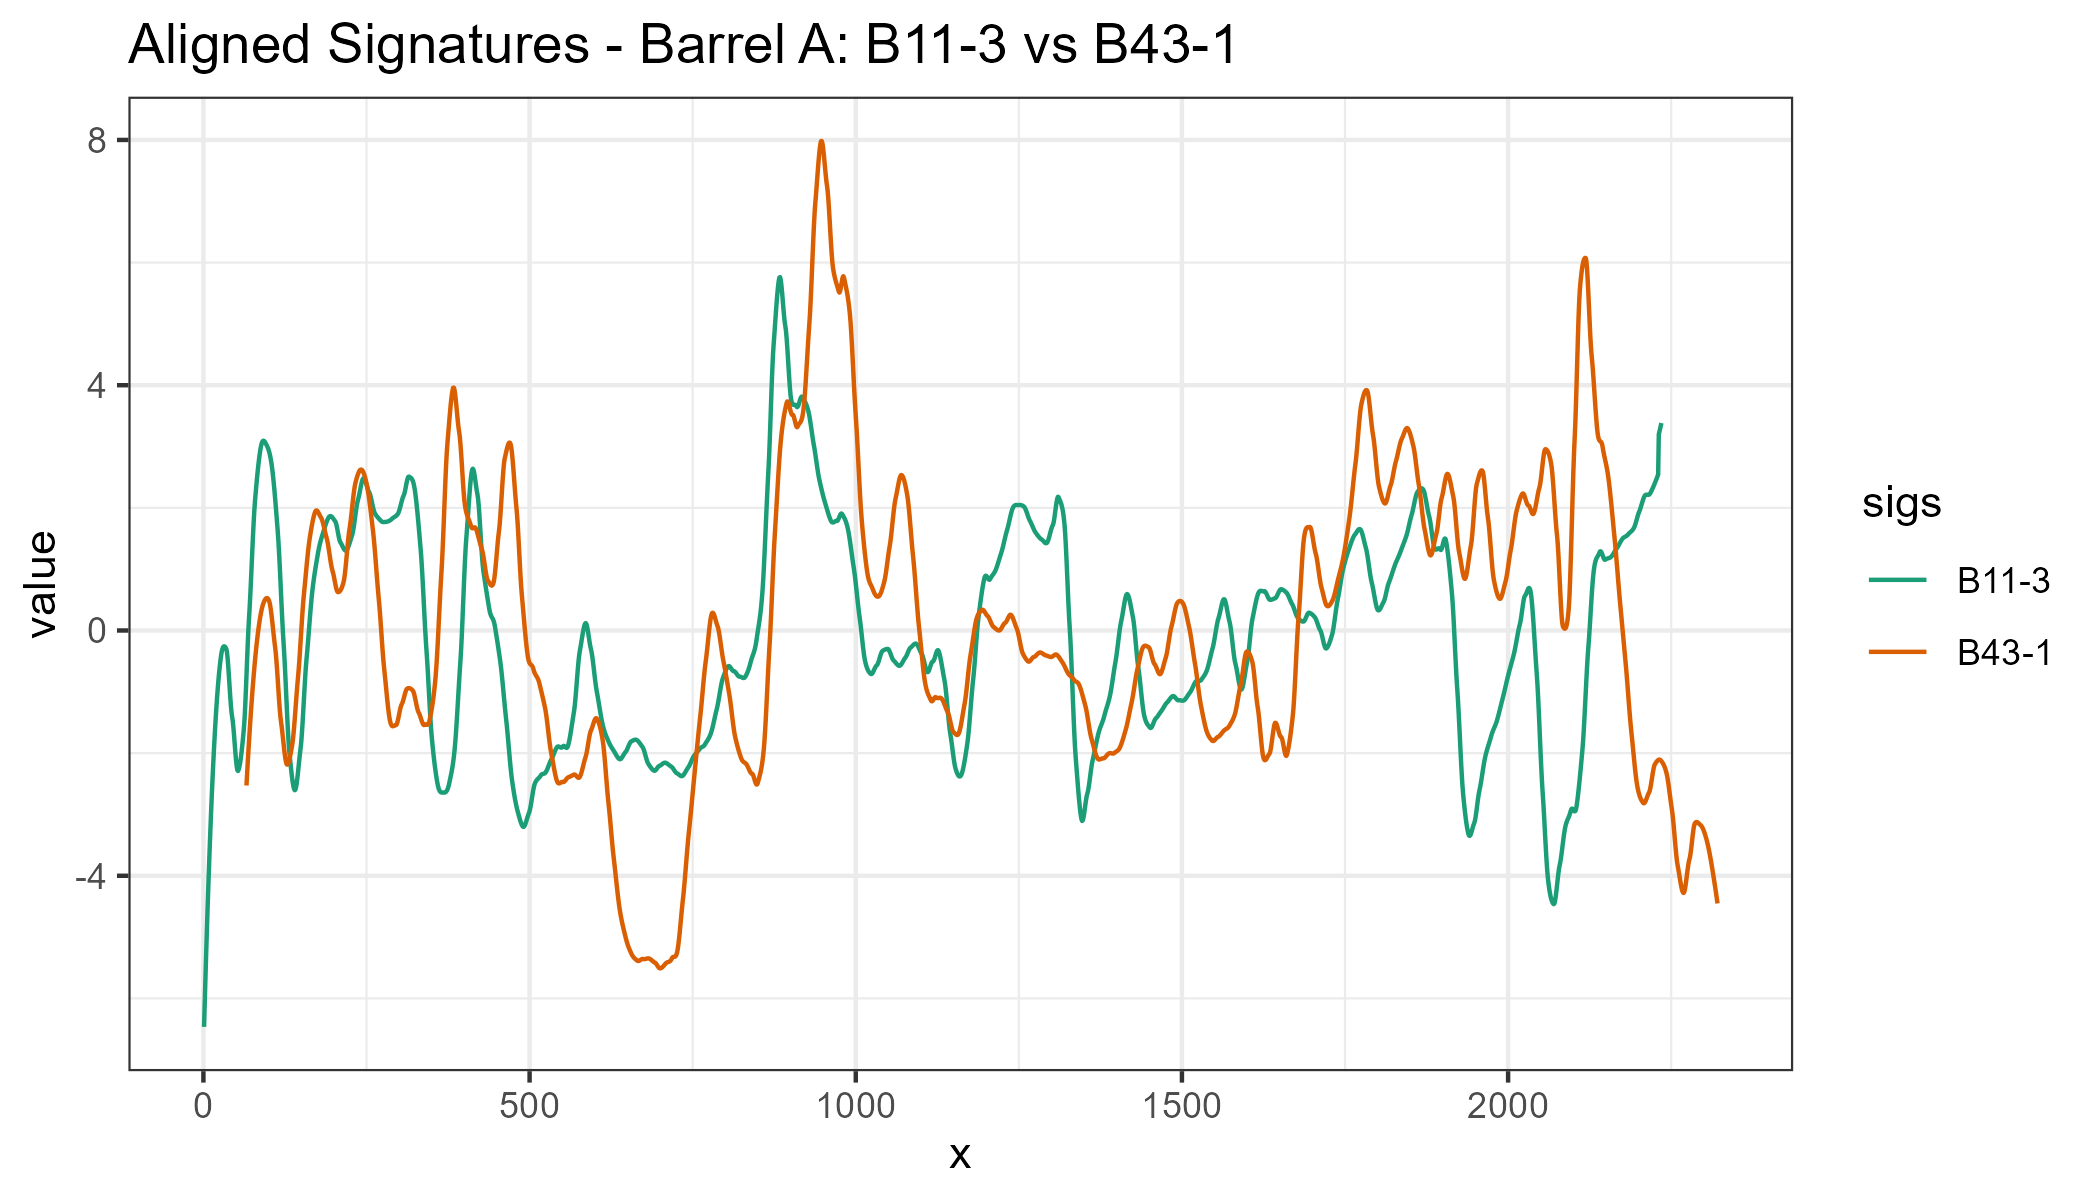 Aligned Signatures - Barrel A: B11-3 vs B43-1
value
8
4
0
-4
0 500 1000 1500 2000
x
sigs
B11-3
B43-1